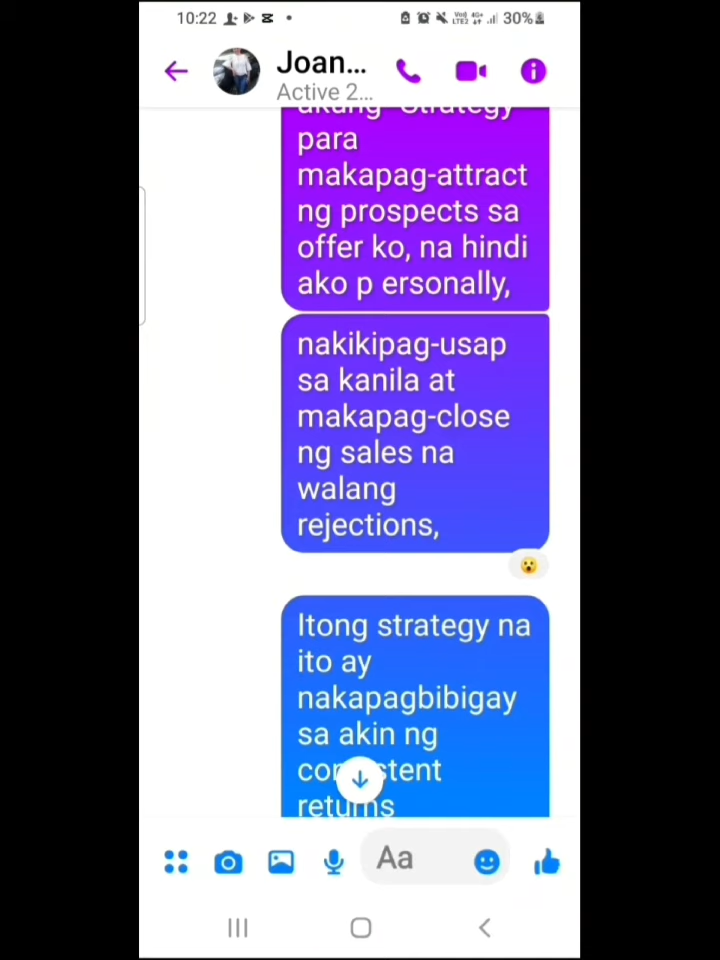 10:22
30%
Joan...
Active 2...
para
makapag-attract
ng prospects sa
offer ko, na hindi
ako p ersonally,
nakikipag-usap
sa kanila at
makapag-close
ng sales na
walang
rejections,
Itong strategy na
ito ay
nakapagbibigay
sa akin ng
returns
Aa